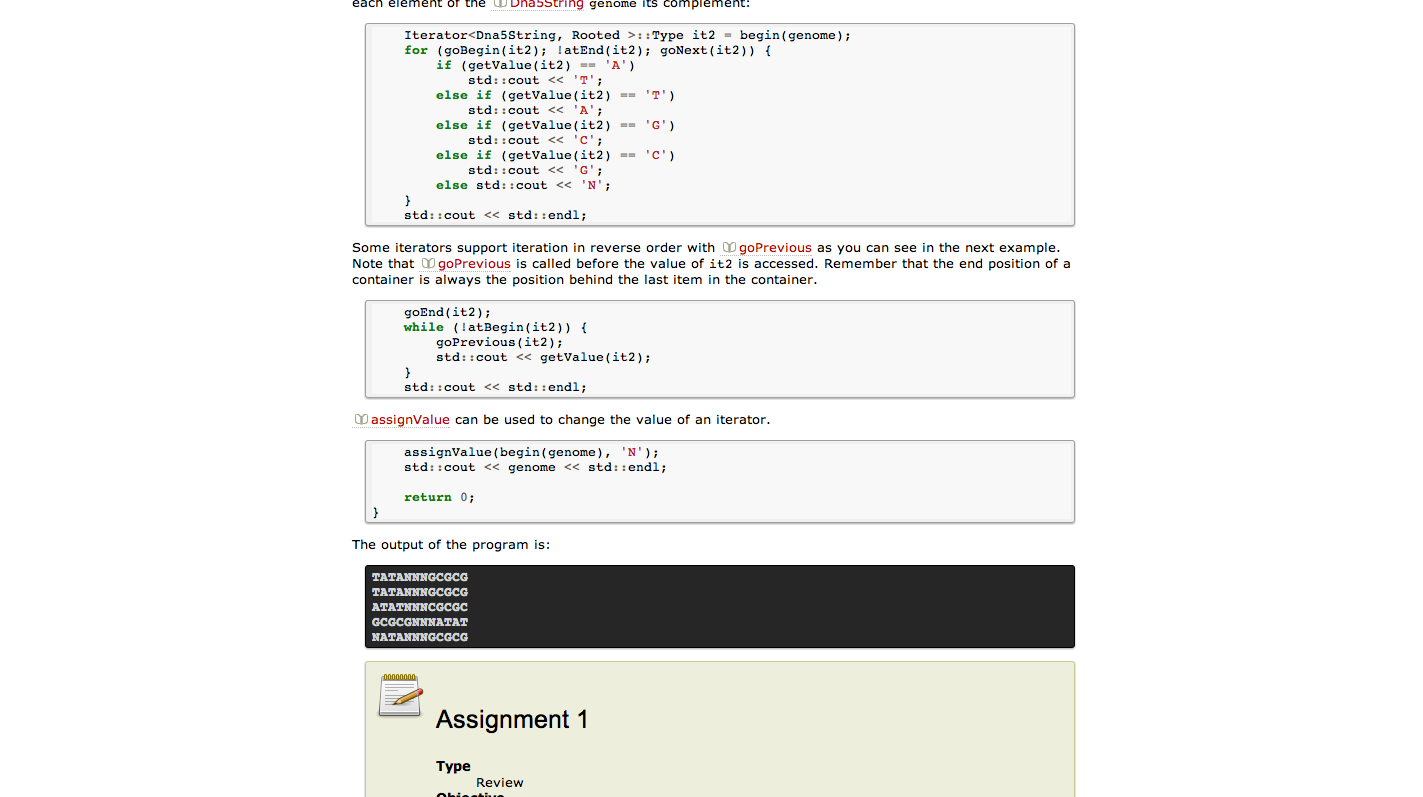 each element of the Dna5String genome its complement:
Iterator<Dna5String, Rooted >::Type it2 = begin(genome);
for (goBegin(it2); !atEnd(it2); goNext(it2)) {
if (getValue(it2) == 'A')
std::cout << 'T';
else if (getValue(it2) == 'T')
std::cout << 'A';
else if (getValue(it2) == 'G')
std::cout << 'C';
else if (getValue(it2) == 'C')
std::cout << 'G';
else std::cout << 'N';
}
std::cout << std::endl;
Some iterators support iteration in reverse order with goPrevious as you can see in the next example.
Note that goPrevious is called before the value of it2 is accessed. Remember that the end position of a
container is always the position behind the last item in the container.
goEnd(it2);
while (!atBegin(it2)) {
goPrevious(it2);
std::cout << getValue(it2);
}
std::cout << std::endl;
assignValue can be used to change the value of an iterator.
assignValue(begin(genome), 'N');
std::cout << genome << std::endl;
return 0;
}
The output of the program is:
TATANNNGCGCG
TATANNNGCGCG
ATATNNNCGCGC
GCGCGNNNATAT
NATANNNGCGCG
Assignment 1
Type
Review
Objective